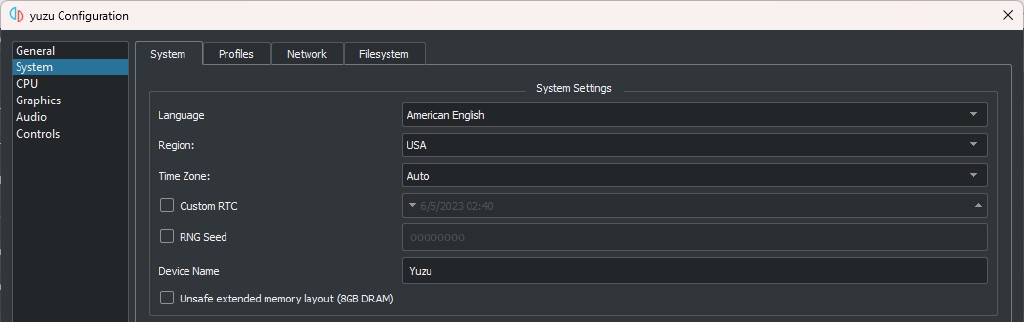 yuzu Configuration
General
System
CPU
Graphics
Audio
Controls
System Profiles Network Filesystem
System Settings
Language American English
Region: USA
Time Zone: Auto
Custom RTC 6/5/2023 02:40
RNG Seed 00000000
Device Name Yuzu
Unsafe extended memory layout (8GB DRAM)